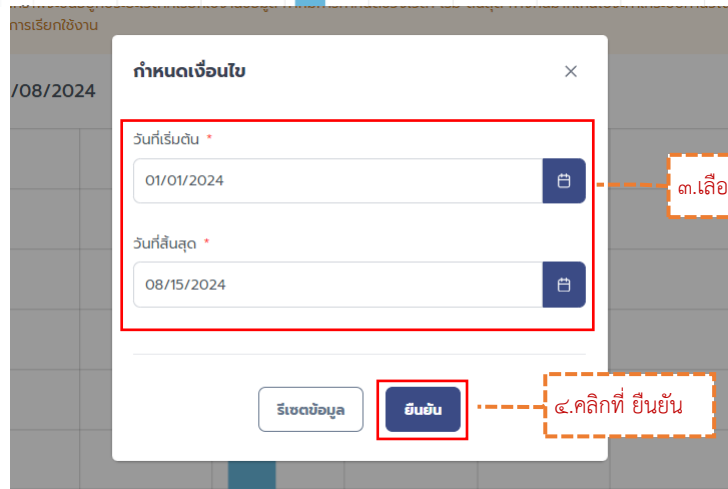 การเรียกใช้งาน
/08/2024
กำหนดเงื่อนไข
วันที่เริ่มต้น *
01/01/2024
๓.เลือ
วันที่สิ้นสุด *
08/15/2024
รีเซตข้อมูล
ยืนยัน
๔.คลิกที่ ยืนยัน